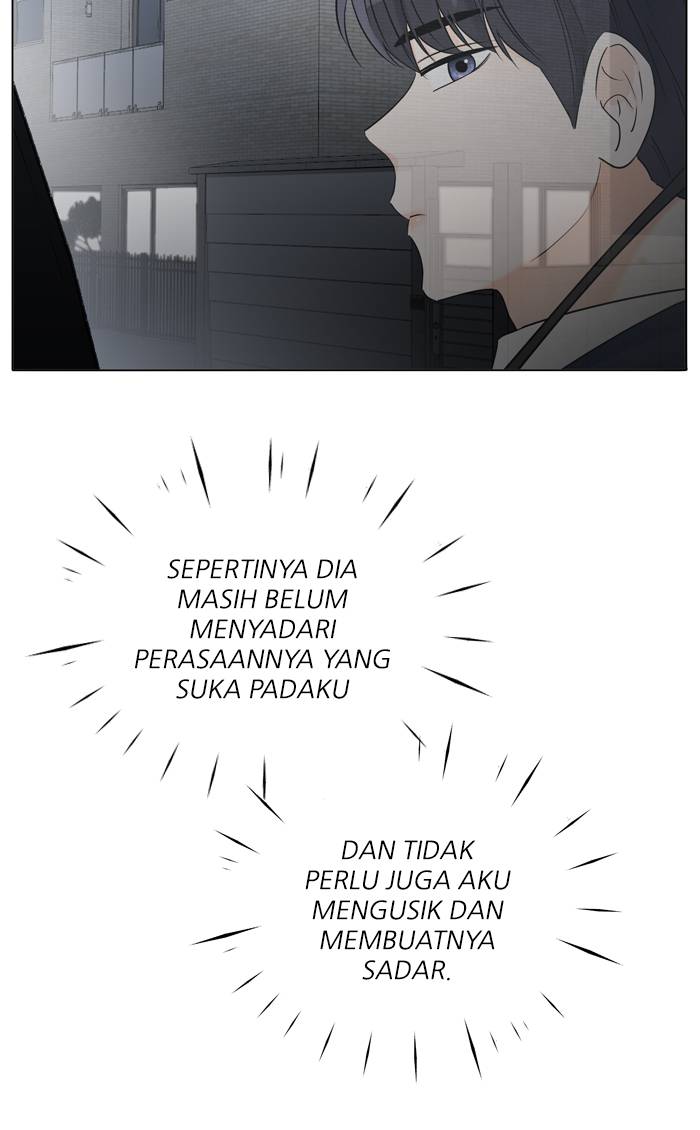 SEPERTINYA DIA
MASIH BELUM
MENYADARI
PERASAANNYA YANG
SUKA PADAKU
DAN TIDAK
PERLU JUGA AKU
MENGUSIK DAN
MEMBUATNYA
SADAR.